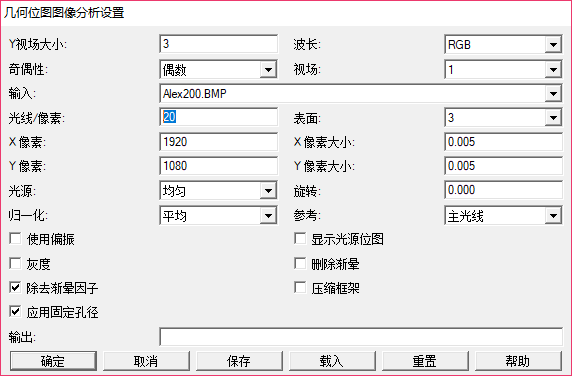 几何位图图像分析设置
Y视场大小: 3 波长: RGB
奇偶性: 偶数 视场: 1
输入: Alex200.BMP
光线/像素: 20 表面: 3
X 像素: 1920 X 像素大小: 0.005
Y 像素: 1080 Y 像素大小: 0.005
光源: 均匀 旋转: 0.000
归一化: 平均 参考: 主光线
使用偏振 显示光源位图
灰度 删除渐晕
除去渐晕因子 压缩框架
应用固定孔径
输出:
确定 取消 保存 载入 重置 帮助